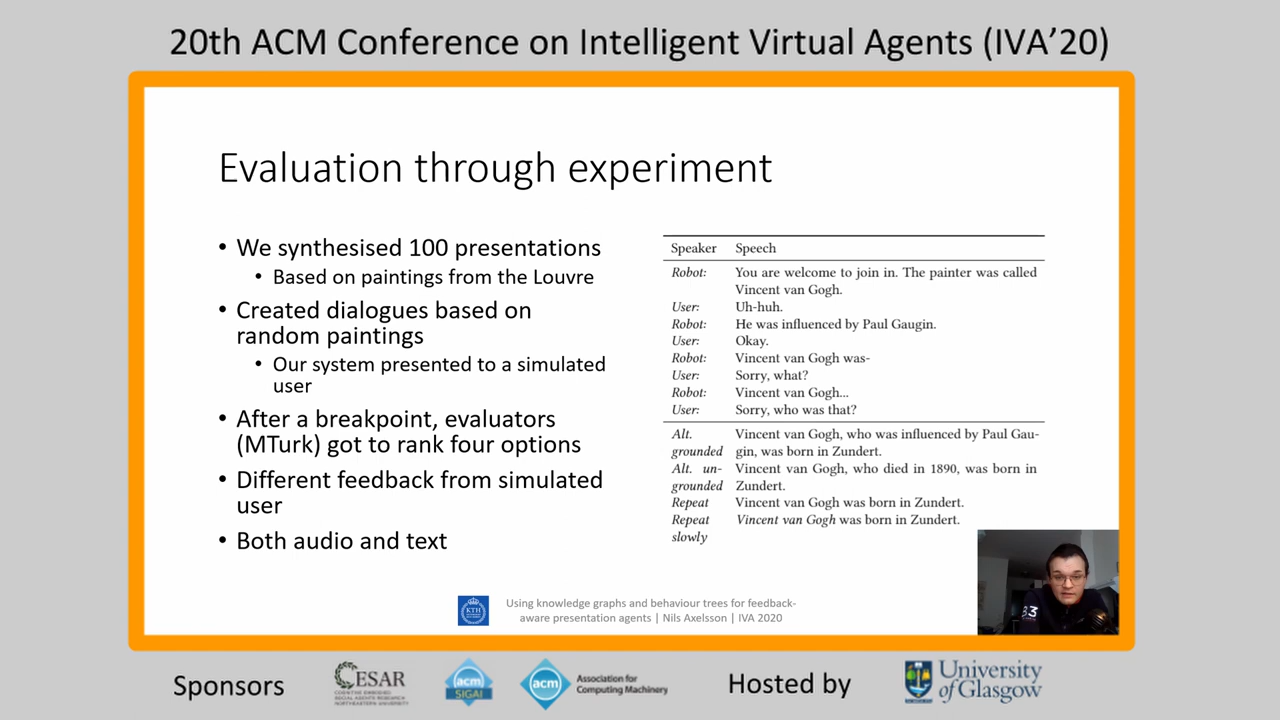 20th ACM Conference on Intelligent Virtual Agents (IVA’20)
Evaluation through experiment
• We synthesised 100 presentations
• Based on paintings from the Louvre
• Created dialogues based on
random paintings
• Our system presented to a simulated
user
• After a breakpoint, evaluators
(MTurk) got to rank four options
• Different feedback from simulated
user
• Both audio and text
Speaker Speech
Robot: You are welcome to join in. The painter was called
Vincent van Gogh.
User: Uh-huh.
Robot: He was influenced by Paul Gaugin.
User: Okay.
Robot: Vincent van Gogh was-
User: Sorry, what?
Robot: Vincent van Gogh...
User: Sorry, who was that?
Alt. Vincent van Gogh, who was influenced by Paul Gau-
grounded gin, was born in Zundert.
Alt. un- Vincent van Gogh, who died in 1890, was born in
grounded Zundert.
Repeat Vincent van Gogh was born in Zundert.
Repeat Vincent van Gogh was born in Zundert.
slowly
33
KTH
Using knowledge graphs and behaviour trees for feedback-
aware presentation agents | Nils Axelsson | IVA 2020
Sponsors
CESAR
COGNITIVE EMBODIED
SOCIAL AGENTS RESEARCH
NORTHEASTERN UNIVERSITY
acm
SIGAI
acm
Association for
Computing Machinery
Hosted by
University
of Glasgow